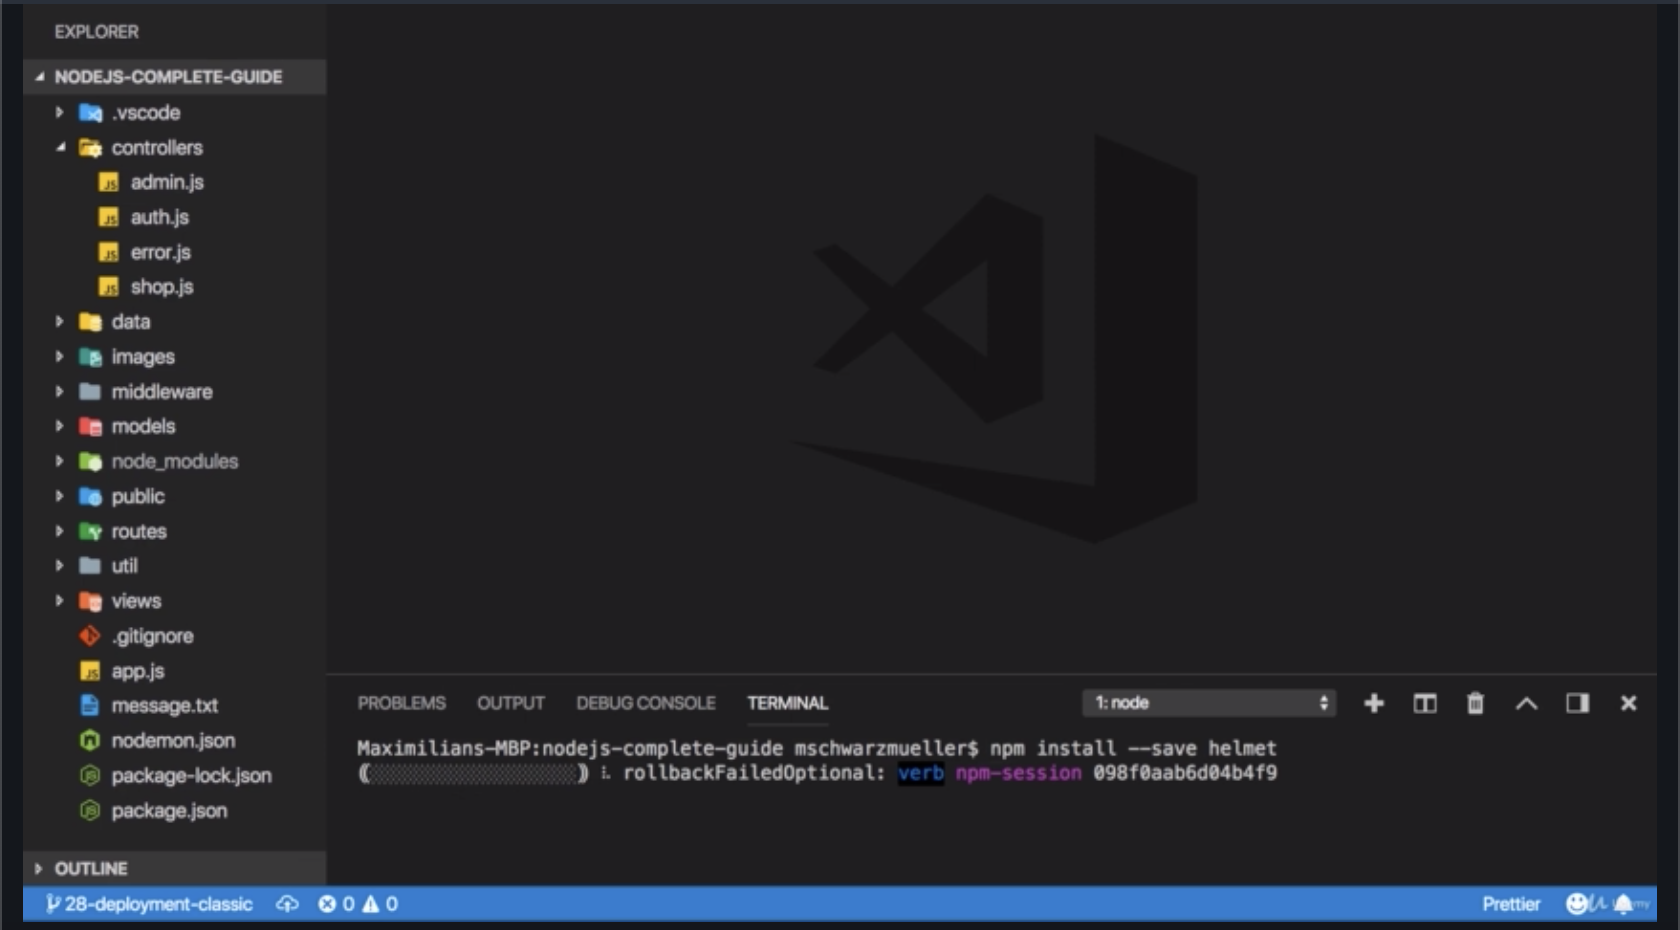 EXPLORER
NODEJS-COMPLETE-GUIDE
.vscode
controllers
admin.js
auth.js
error.js
shop.js
data
images
middleware
models
node_modules
public
routes
util
views
.gitignore
app.js
message.txt
nodemon.json
package-lock.json
package.json
OUTLINE
PROBLEMS OUTPUT DEBUG CONSOLE TERMINAL 1: node
Maximilians-MBP:nodejs-complete-guide mschwarzmueller$ npm install --save helmet
(░░░░░░░░░░░░░░░░░░) ⠧ rollbackFailedOptional: verb npm-session 098f0aab6d04b4f9
28-deployment-classic 0 0 Prettier